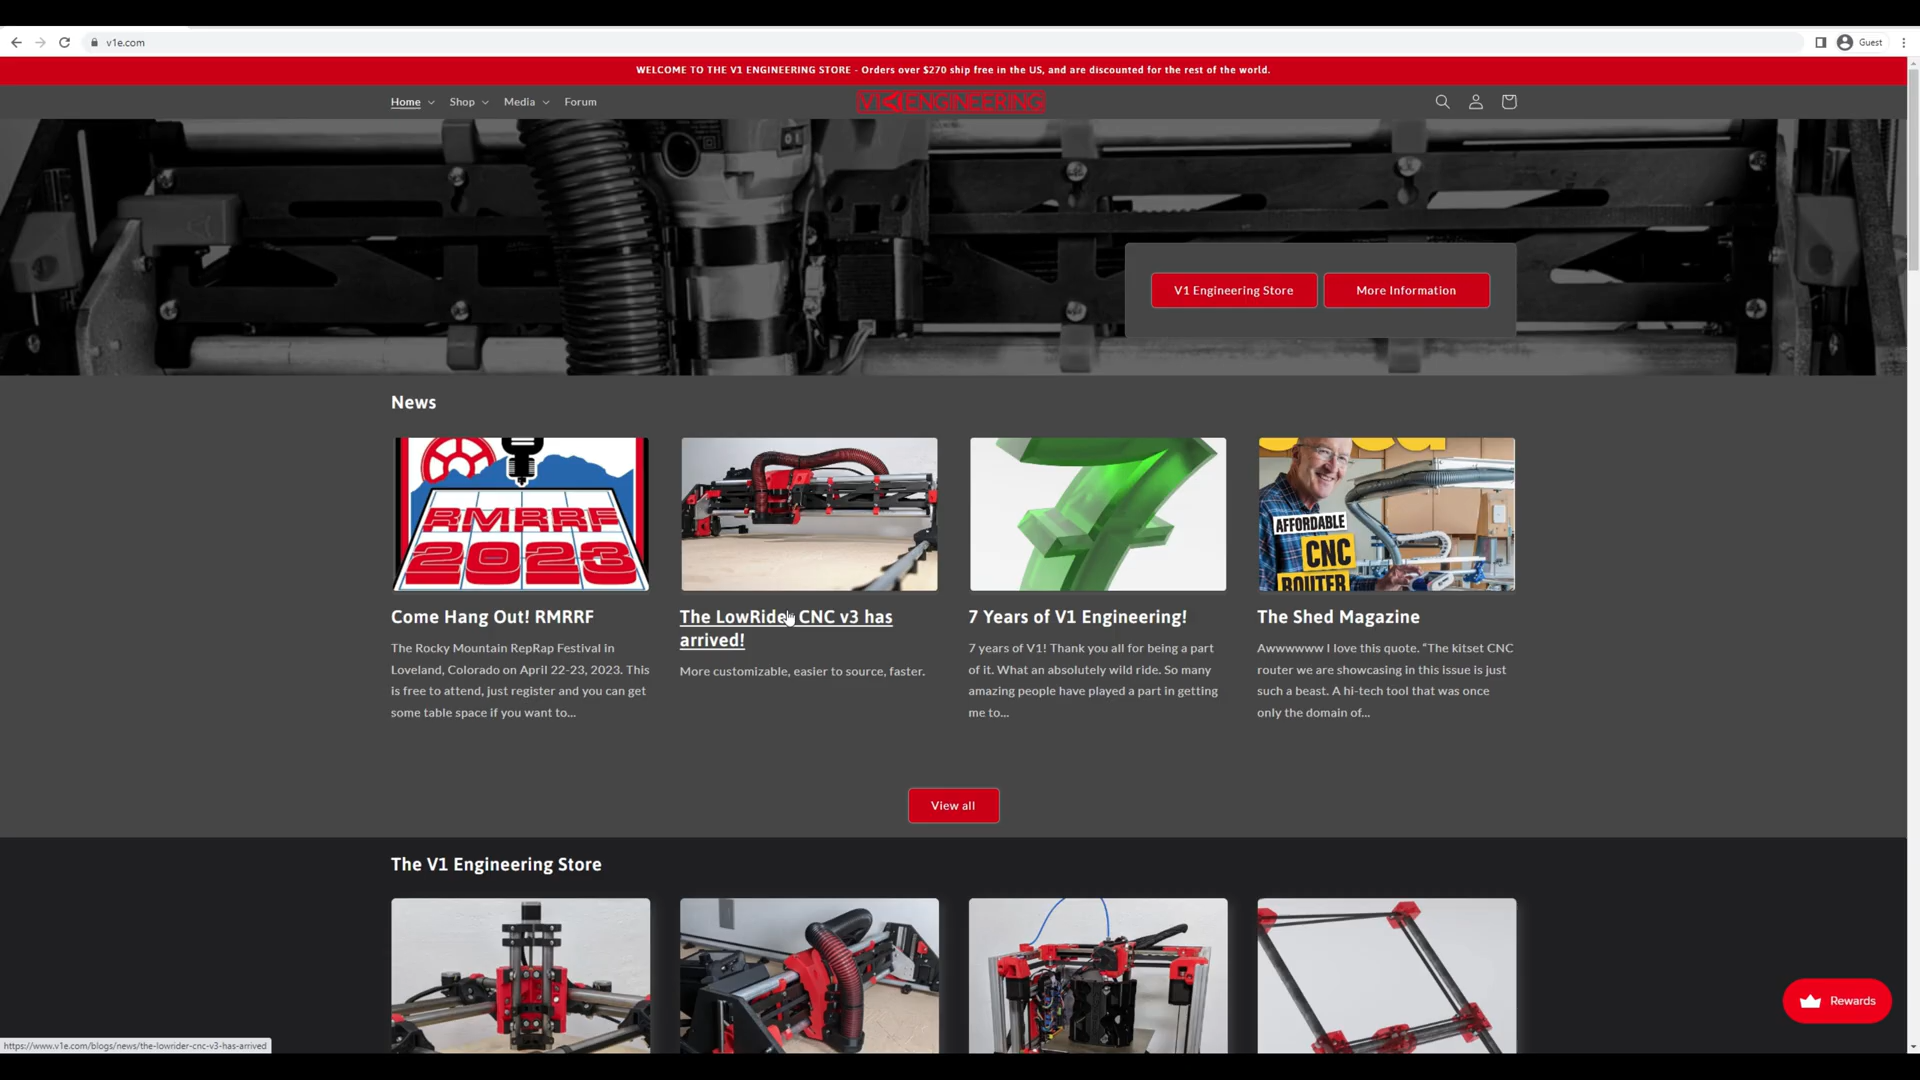 v1e.com
Guest
WELCOME TO THE V1 ENGINEERING STORE - Orders over $270 ship free in the US, and are discounted for the rest of the world.
Home Shop Media Forum
V1 ENGINEERING
V1 Engineering Store More Information
News
RMRRF
2023
AFFORDABLE
CNC
ROUTER
Come Hang Out! RMRRF
The Rocky Mountain RepRap Festival in
Loveland, Colorado on April 22-23, 2023. This
is free to attend, just register and you can get
some table space if you want to...
The LowRider CNC v3 has
arrived!
More customizable, easier to source, faster.
7 Years of V1 Engineering!
7 years of V1! Thank you all for being a part
of it. What an absolutely wild ride. So many
amazing people have played a part in getting
me to...
The Shed Magazine
Awwwwww I love this quote. “The kitset CNC
router we are showcasing in this issue is just
such a beast. A hi-tech tool that was once
only the domain of...
View all
The V1 Engineering Store
Rewards
https://www.v1e.com/blogs/news/the-lowrider-cnc-v3-has-arrived